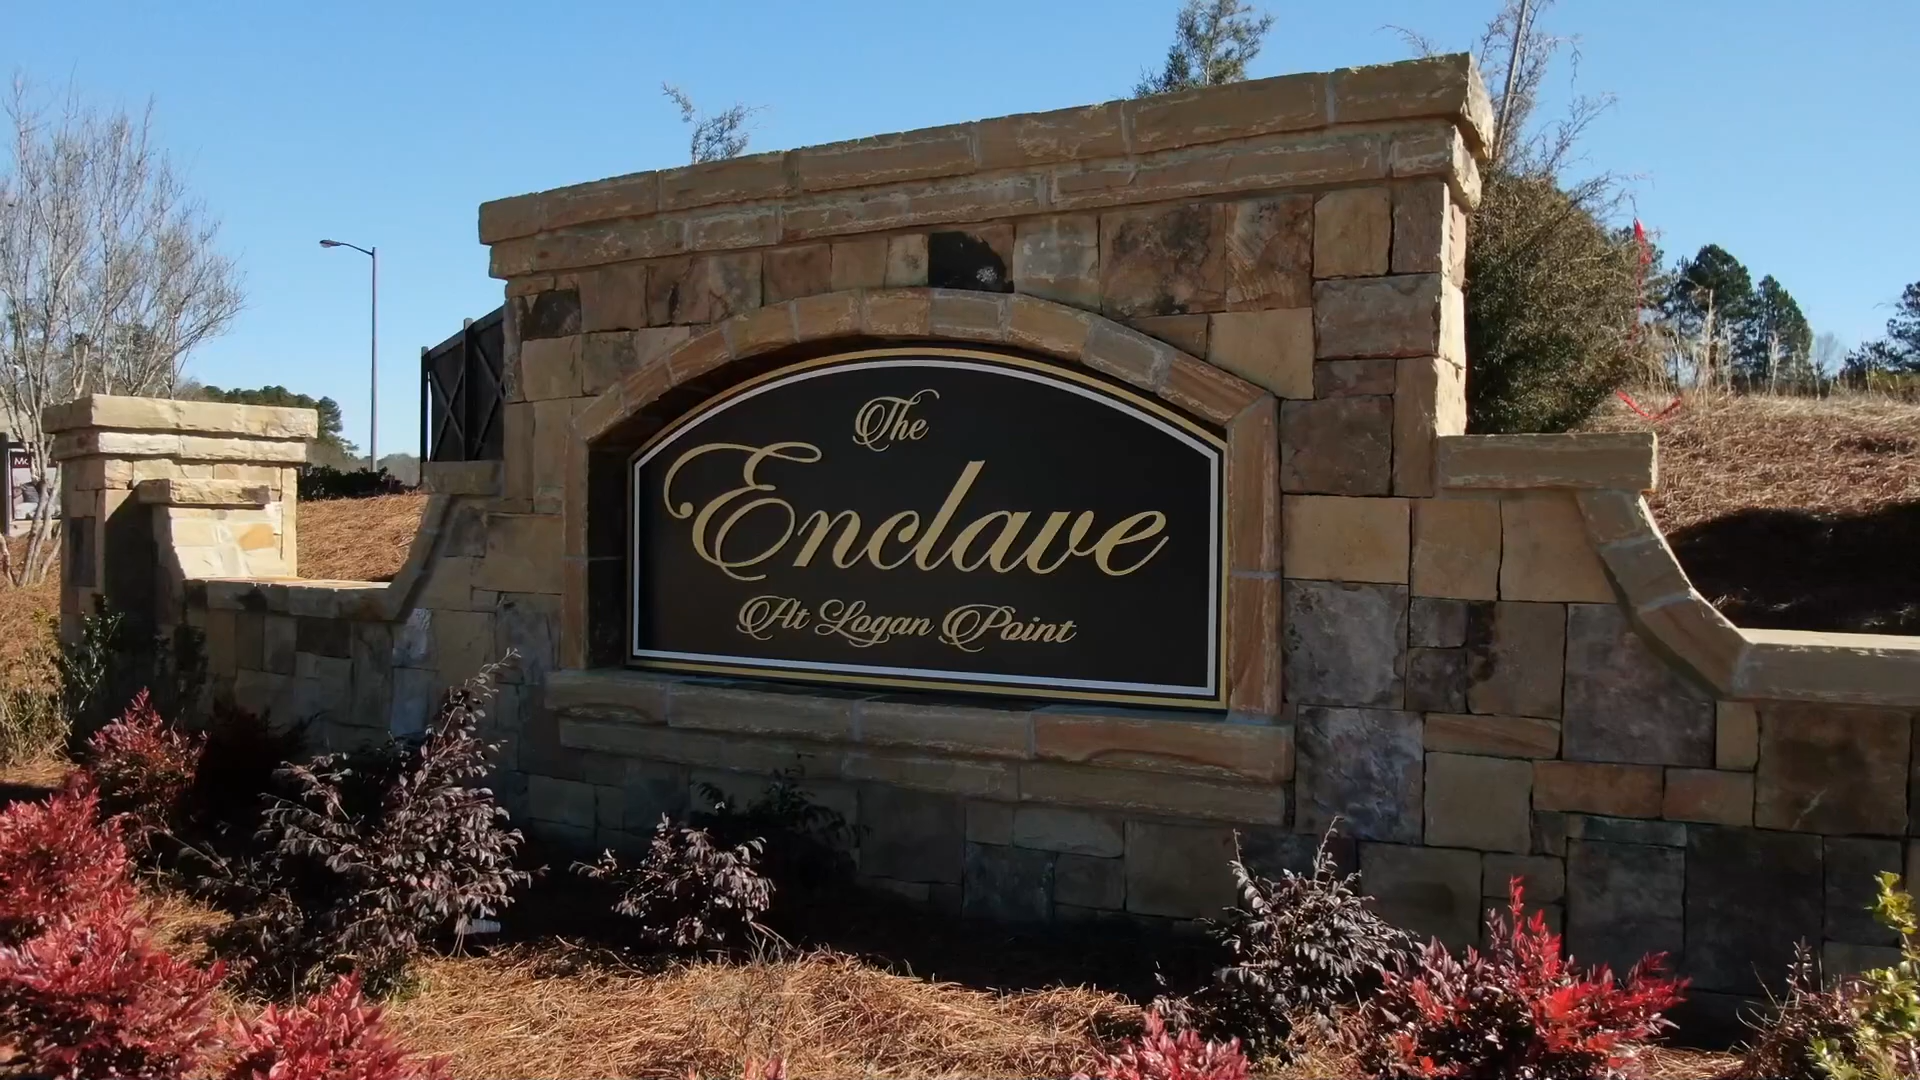 The
Enclave
At Logan Point